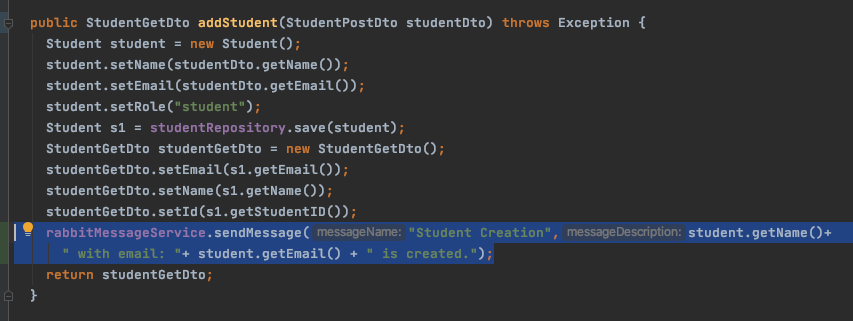 public StudentGetDto addStudent(StudentPostDto studentDto) throws Exception {
Student student = new Student();
student.setName(studentDto.getName());
student.setEmail(studentDto.getEmail());
student.setRole("student");
Student s1 = studentRepository.save(student);
StudentGetDto studentGetDto = new StudentGetDto();
studentGetDto.setEmail(s1.getEmail());
studentGetDto.setName(s1.getName());
studentGetDto.setId(s1.getStudentID());
rabbitMessageService.sendMessage( messageName: "Student Creation", messageDescription: student.getName()+
" with email: "+ student.getEmail() + " is created.");
return studentGetDto;
}